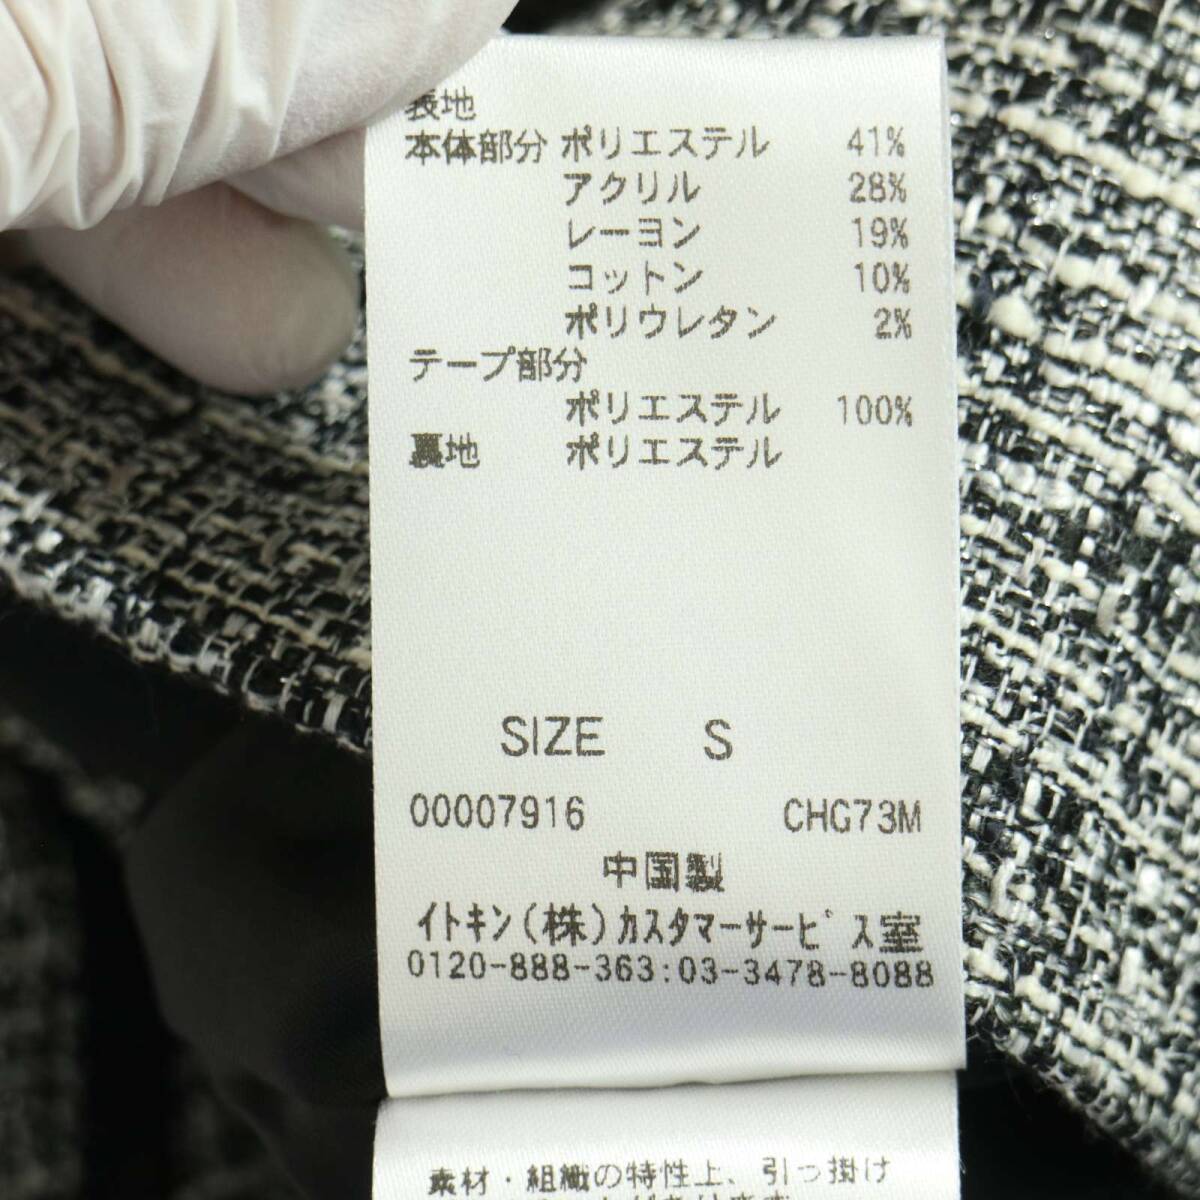 表地
本体部分 ポリエステル 41%
アクリル 28%
レーヨン 19%
コットン 10%
ポリウレタン 2%
テープ部分
ポリエステル 100%
裏地 ポリエステル
SIZE S
00007916 CHG73M
中国製
イトキン(株)カスタマーサービス室
0120-888-363:03-3478-8088
素材・組織の特性上、引っ掛け